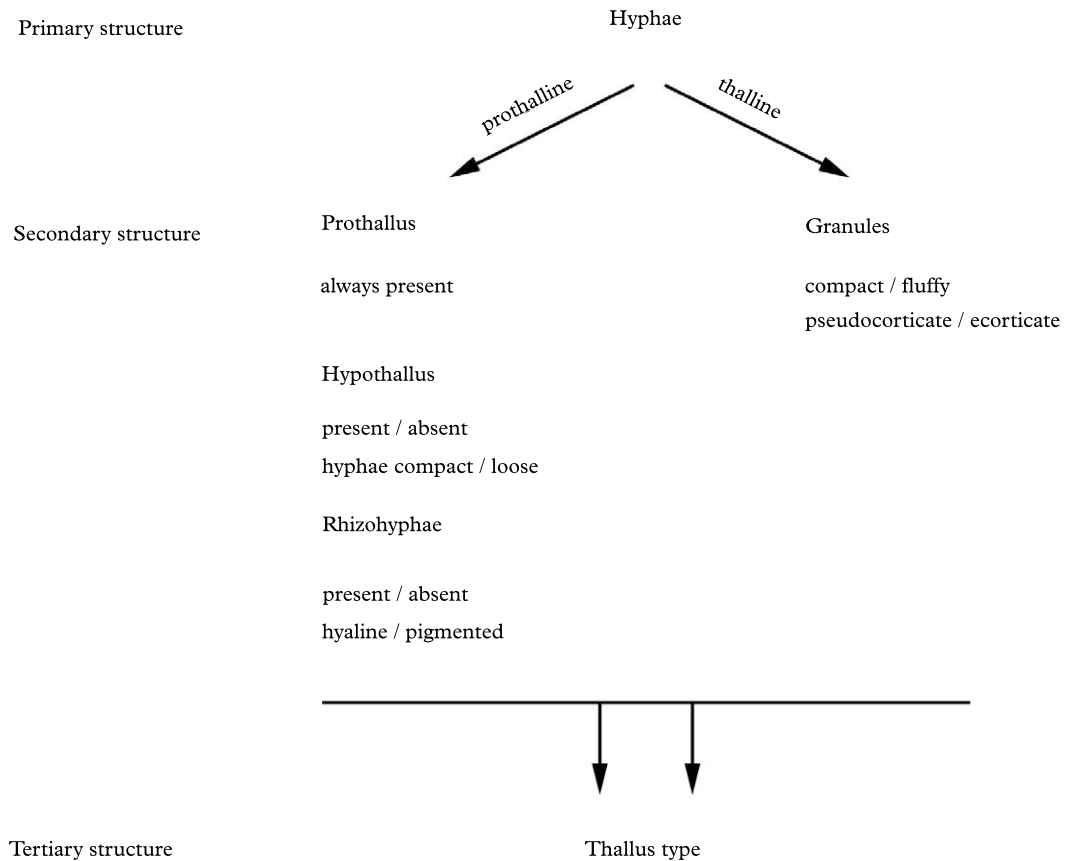 Primary structure
Hyphae
prothalline
thalline
Secondary structure
Prothallus
Granules
always present
compact / fluffy
pseudocorticate / ecorticate
Hypothallus
present / absent
hyphae compact / loose
Rhizohyphae
present / absent
hyaline / pigmented
Tertiary structure
Thallus type